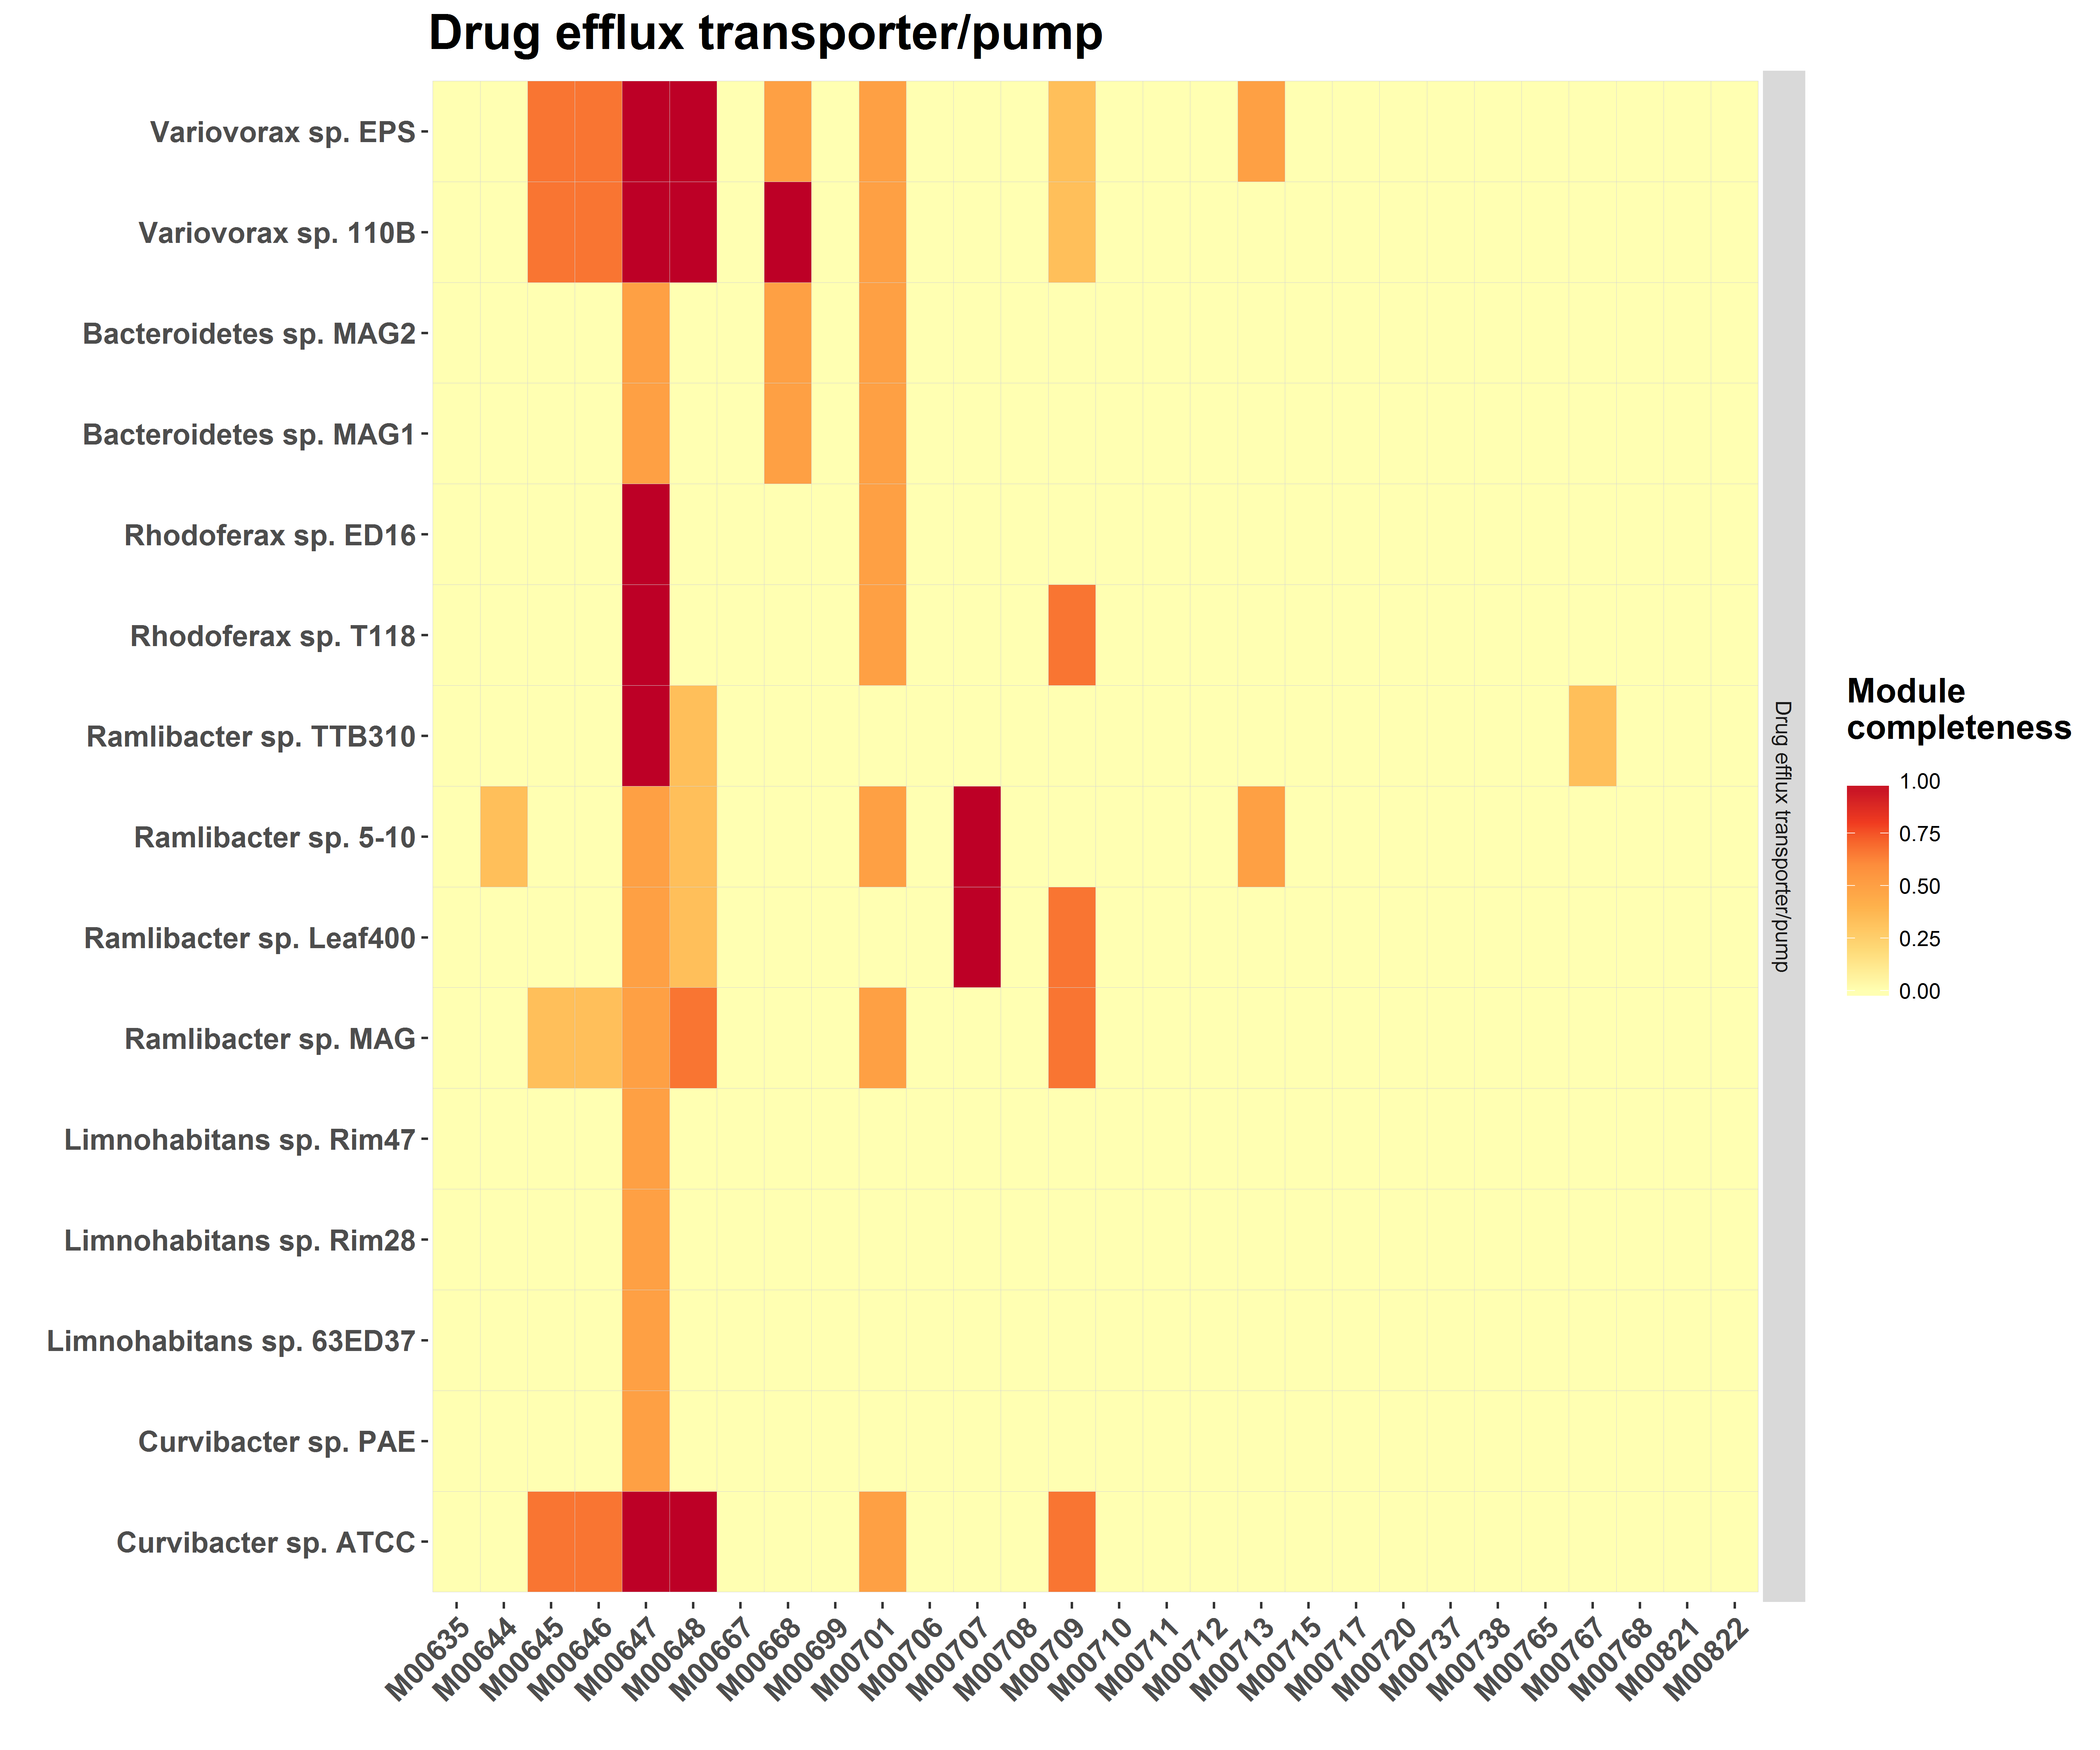 Drug efflux transporter/pump
Variovorax sp. EPS
Variovorax sp. 110B
Bacteroidetes sp. MAG2
Bacteroidetes sp. MAG1
Rhodoferax sp. ED16
Rhodoferax sp. T118
Ramlibacter sp. TTB310
Ramlibacter sp. 5-10
Ramlibacter sp. Leaf400
Ramlibacter sp. MAG
Limnohabitans sp. Rim47
Limnohabitans sp. Rim28
Limnohabitans sp. 63ED37
Curvibacter sp. PAE
Curvibacter sp. ATCC
M00635
M00644
M00645
M00646
M00647
M00648
M00667
M00668
M00699
M00701
M00706
M00707
M00708
M00709
M00710
M00711
M00712
M00713
M00715
M00717
M00720
M00737
M00738
M00765
M00767
M00768
M00821
M00822
Drug efflux transporter/pump
Module
completeness
1.00
0.75
0.50
0.25
0.00